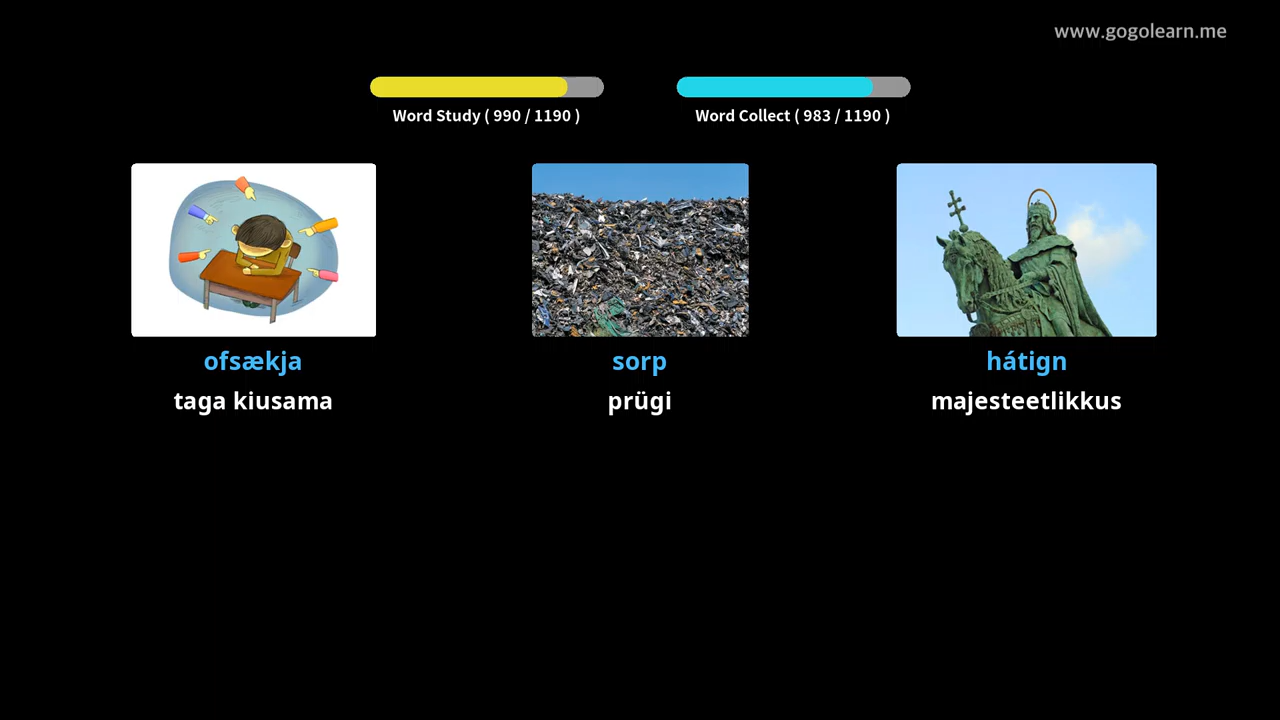 www.gogolearn.me
Word Study ( 990 / 1190 )
Word Collect ( 983 / 1190 )
ofsækja
sorp
hátign
taga kiusama
prügi
majesteetlikkus